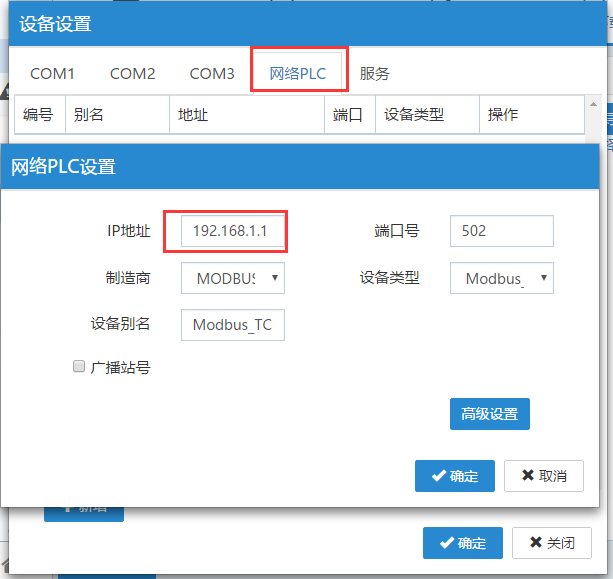 设备设置
COM1 COM2 COM3 网络PLC 服务
编号 别名 地址 端口 设备类型 操作
网络PLC设置
IP地址 192.168.1.1 端口号 502
制造商 MODBUS 设备类型 Modbus_
设备别名 Modbus_TC
广播站号
高级设置
确定 取消
新增
确定 关闭